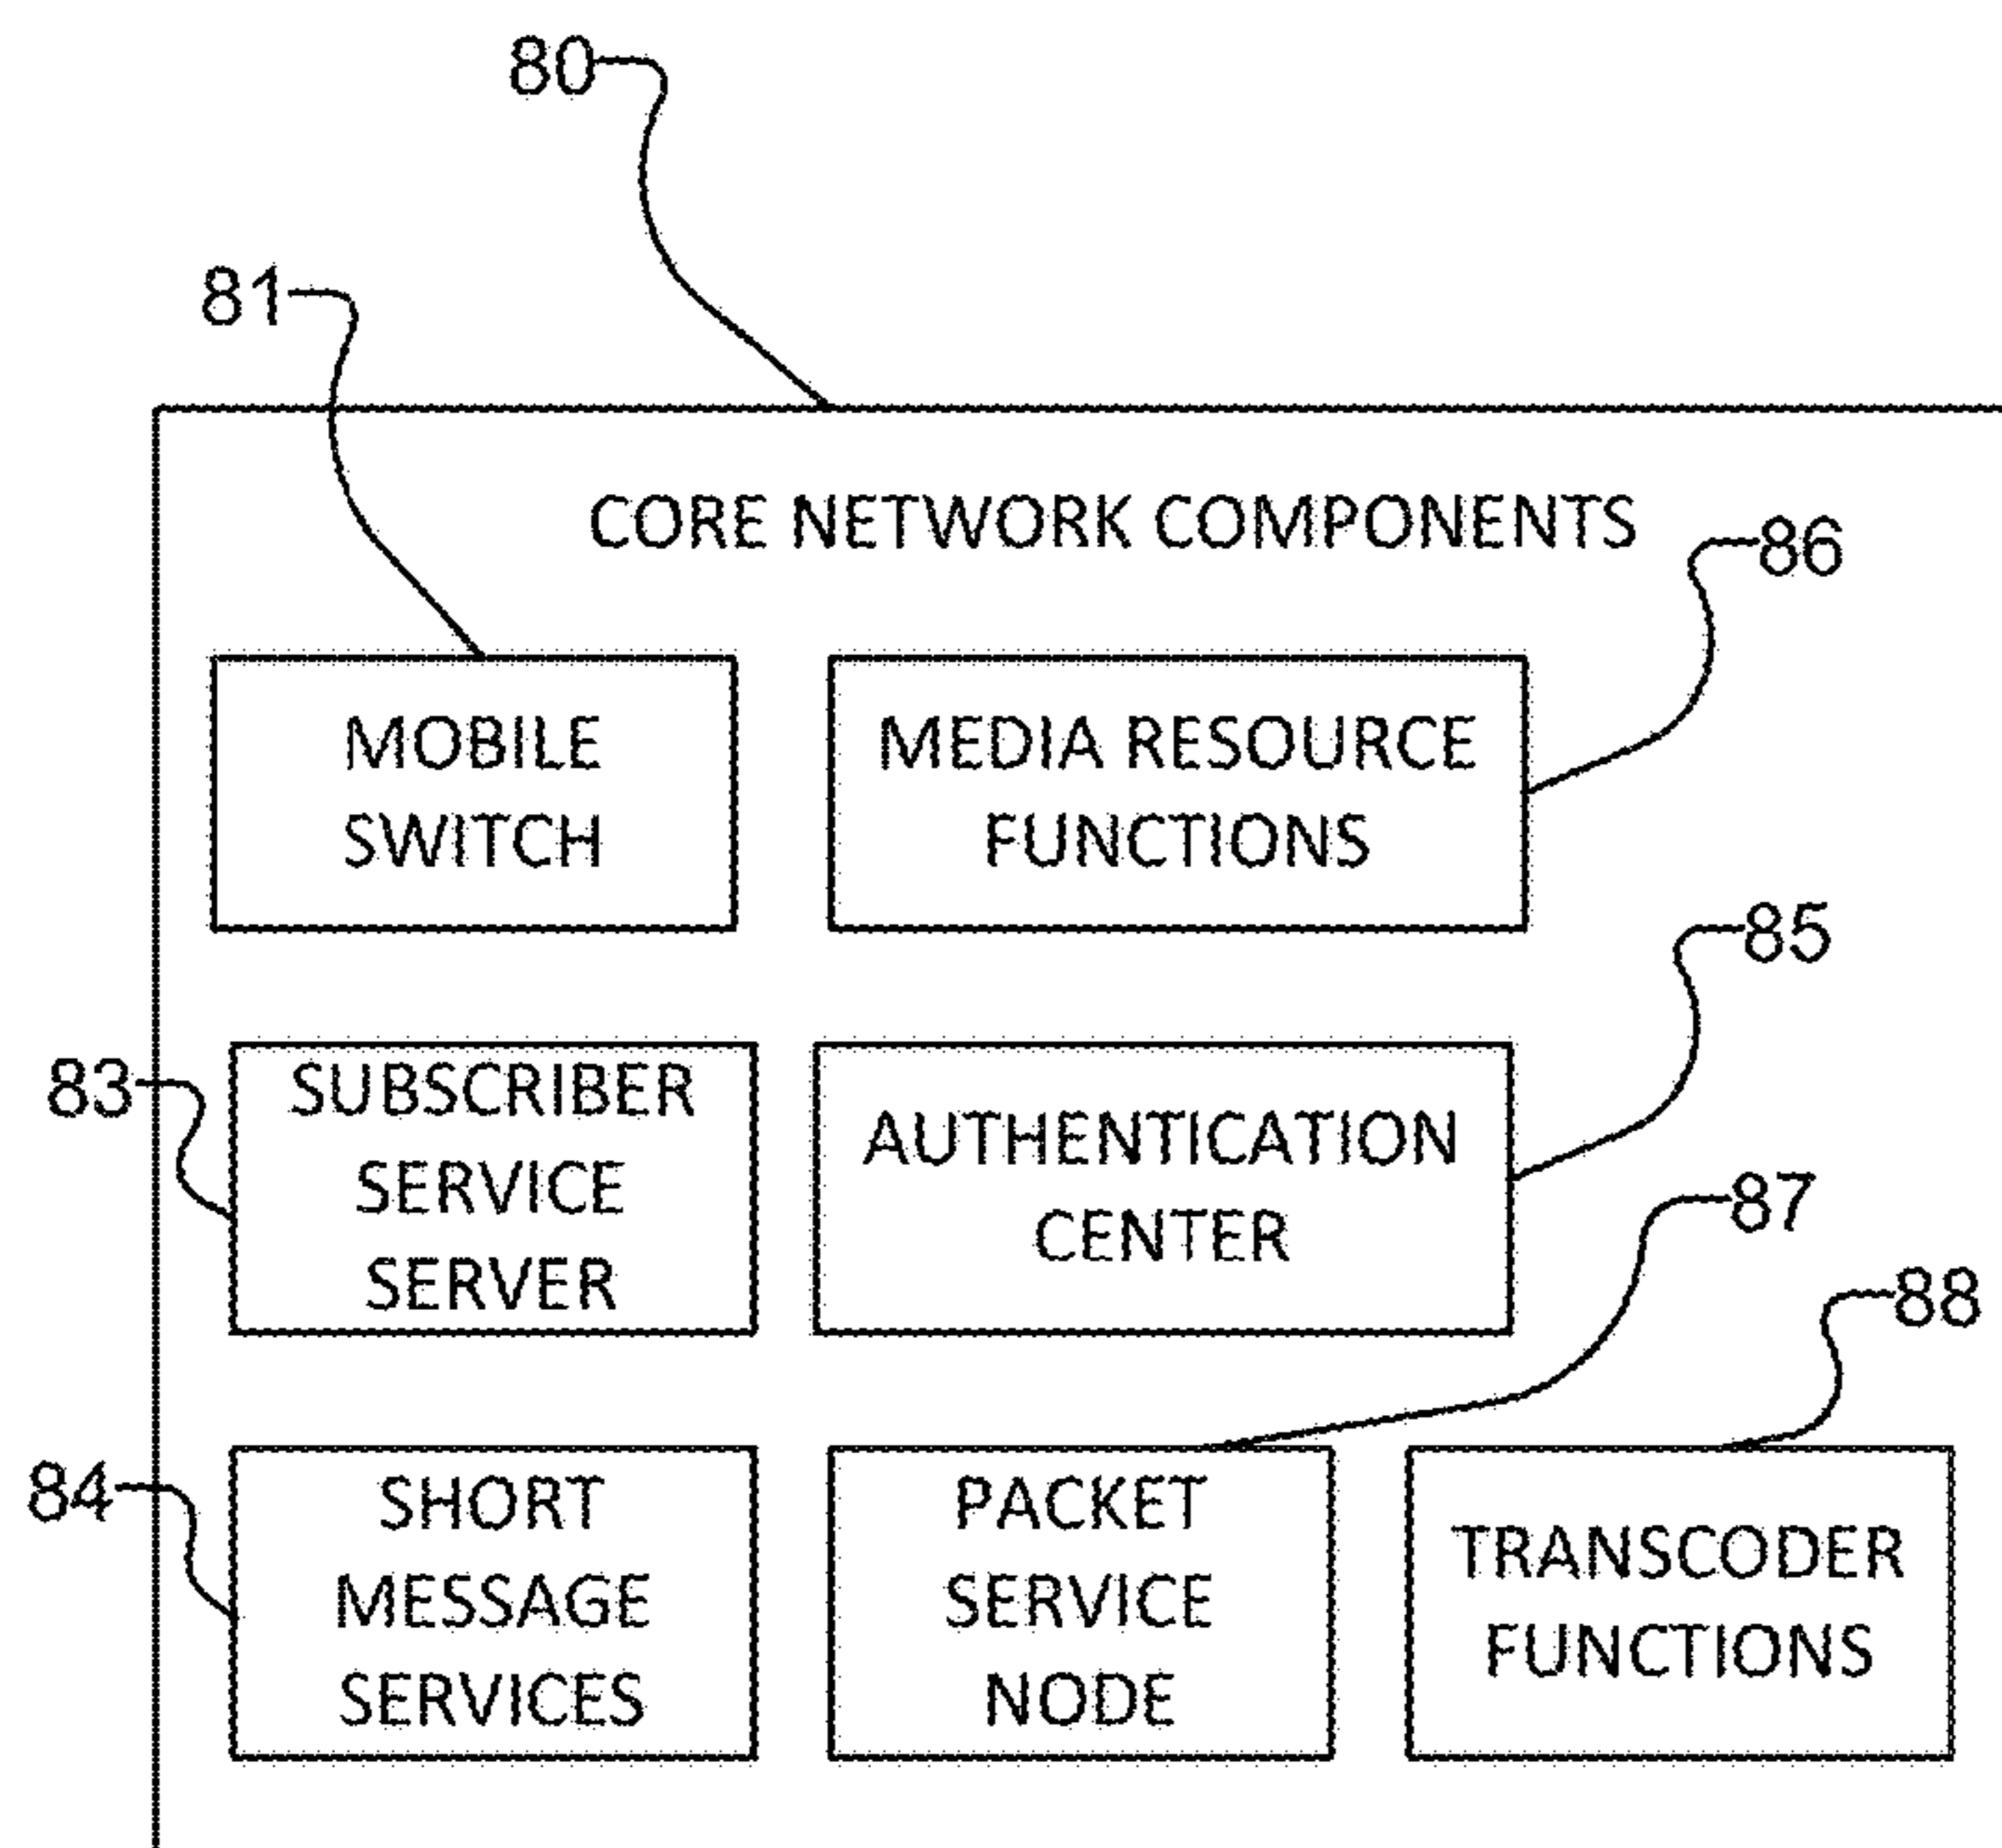 80
81
CORE NETWORK COMPONENTS
86
MOBILE
SWITCH
MEDIA RESOURCE
FUNCTIONS
85
83
SUBSCRIBER
SERVICE
SERVER
AUTHENTICATION
CENTER
87
88
84
SHORT
MESSAGE
SERVICES
PACKET
SERVICE
NODE
TRANSCODER
FUNCTIONS